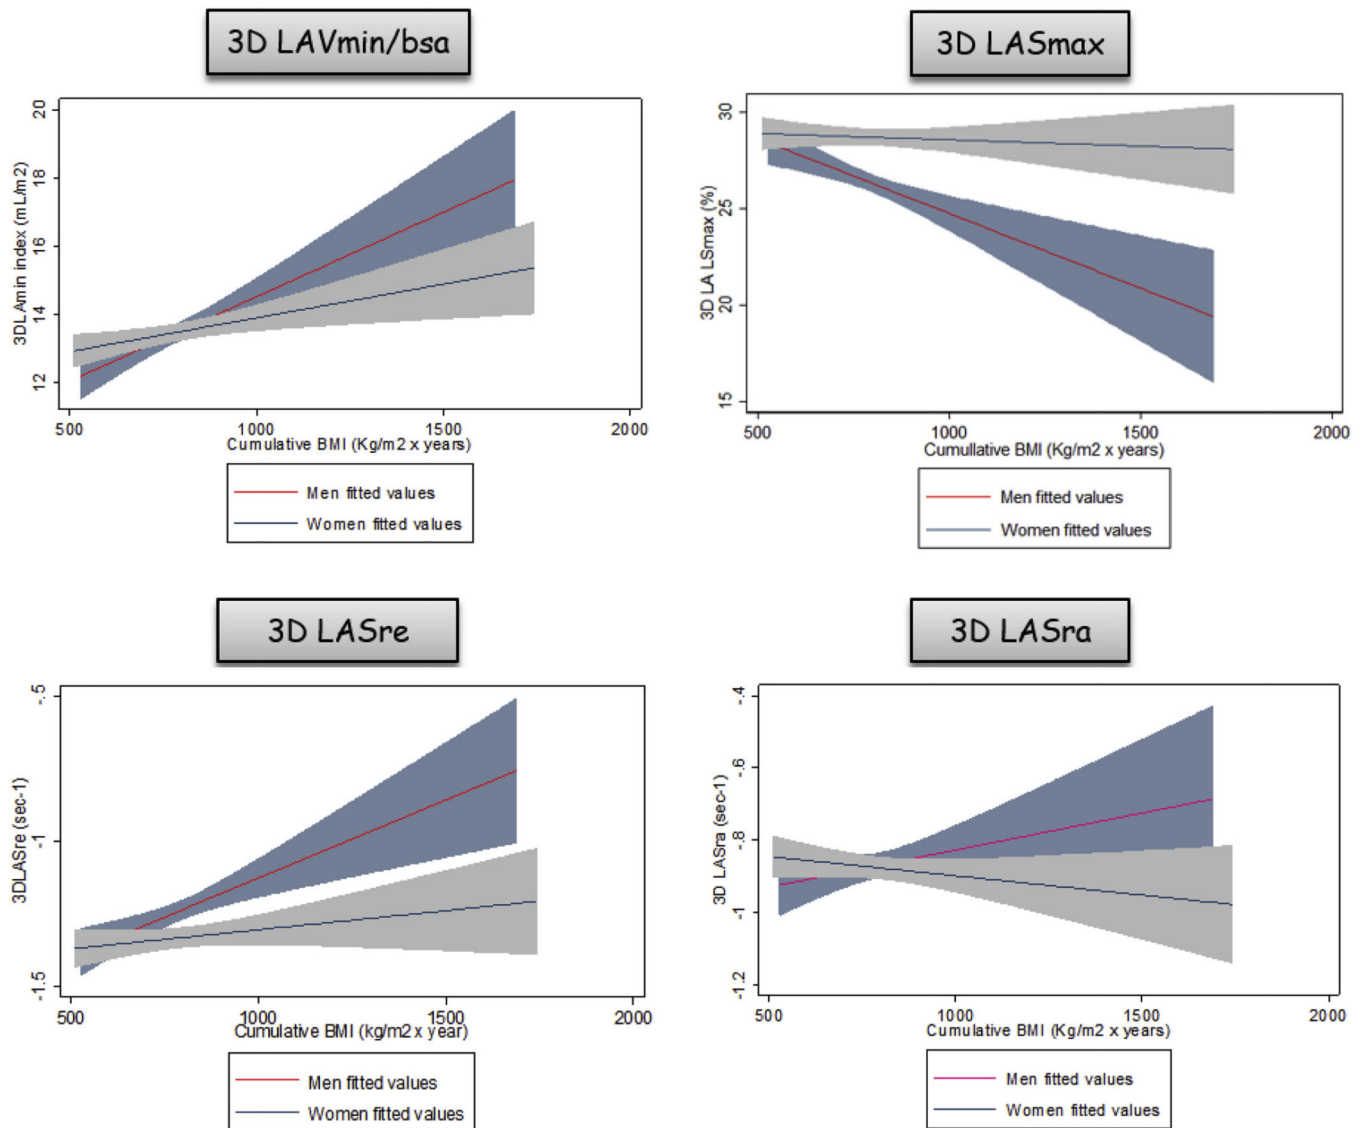 3D LAVmin/bsa
3DLAmin index (mL/m2)
20
18
16
14
12
500 1000 1500 2000
Cumulative BMI (Kg/m2 x years)
Men fitted values
Women fitted values
3D LASmax
3D LA LSmax (%)
30
25
20
15
500 1000 1500 2000
Cumullative BMI (Kg/m2 x years)
Men fitted values
Women fitted values
3D LASre
3DLASre (sec-1)
-.5
-1
-1.5
500 1000 1500 2000
Cumulative BMI (kg/m2 x year)
Men fitted values
Women fitted values
3D LASra
3D LASra (sec-1)
-.4
-.6
-.8
-1
-1.2
500 1000 1500 2000
Cumulative BMI (Kg/m2 x years)
Men fitted values
Women fitted values